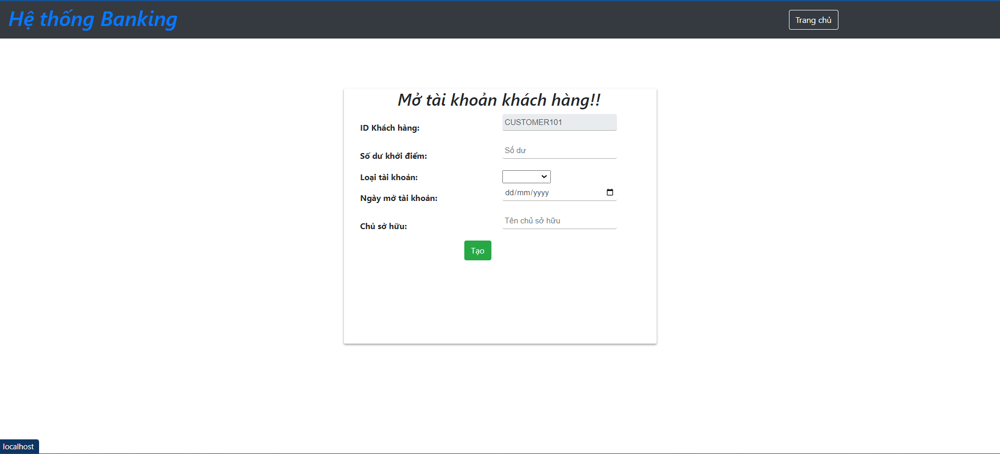 Hệ thống Banking
Trang chủ
Mở tài khoản khách hàng!!
ID Khách hàng: CUSTOMER101
Số dư khởi điểm: Số dư
Loại tài khoản:
Ngày mở tài khoản: dd/mm/yyyy
Chủ sở hữu: Tên chủ sở hữu
Tạo
localhost